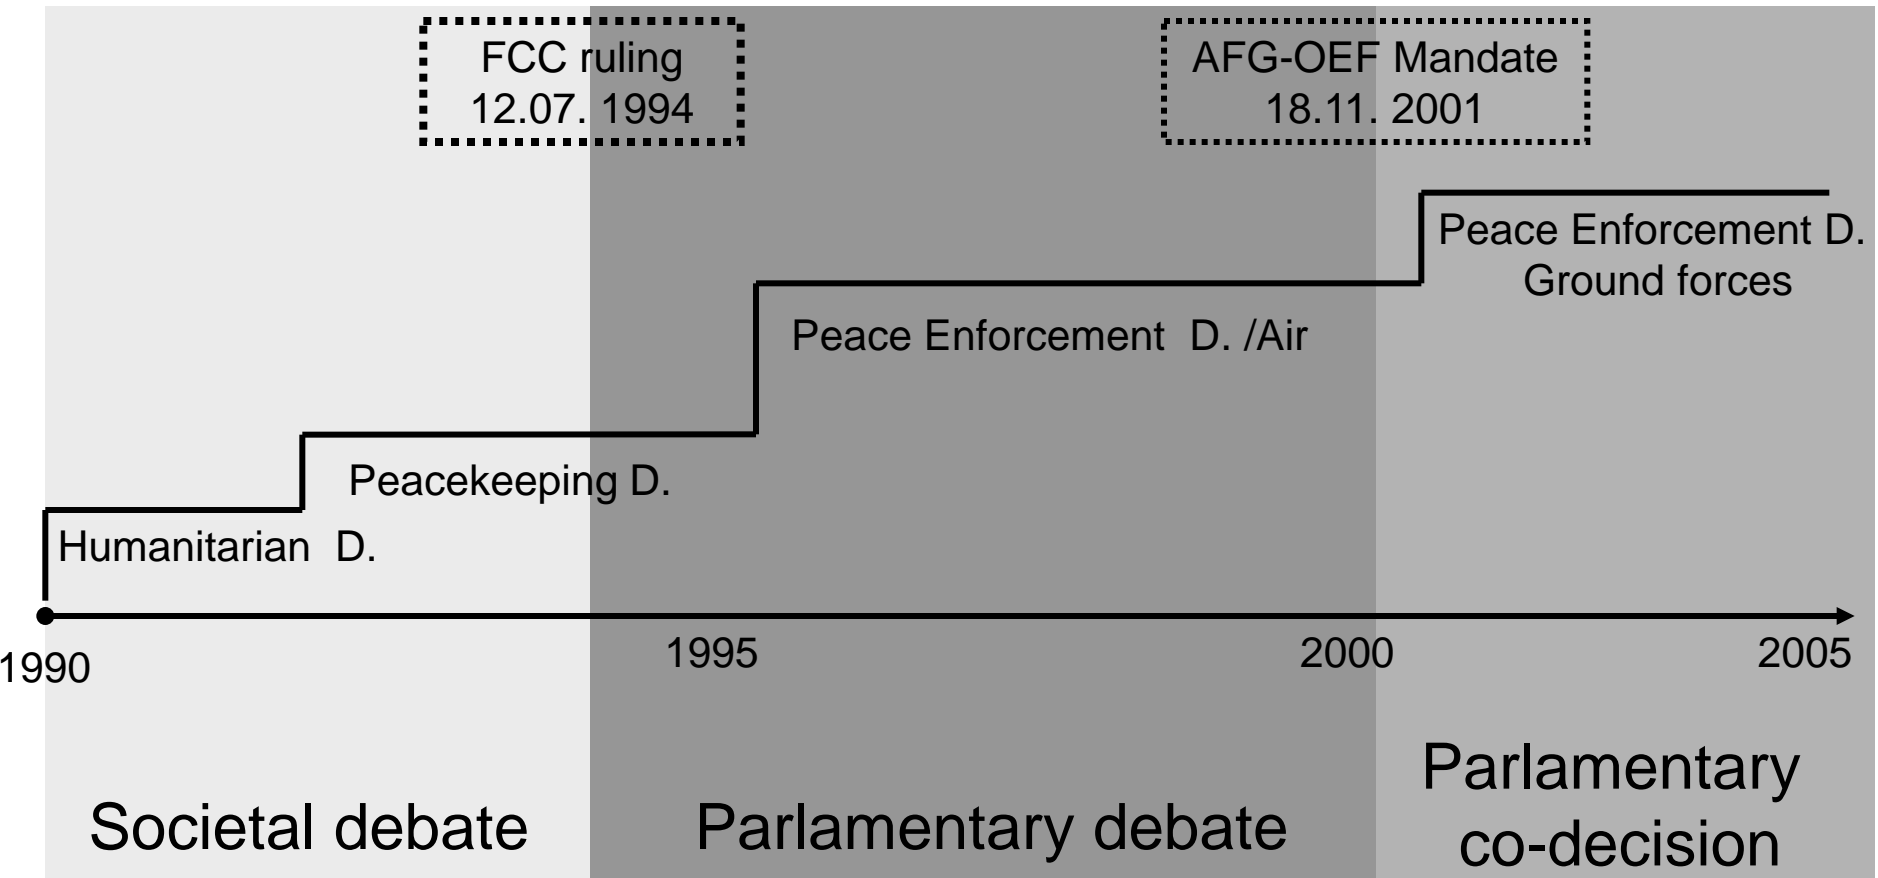 FCC ruling
12.07. 1994
AFG-OEF Mandate
18.11. 2001
Peace Enforcement D.
Ground forces
Peace Enforcement D. /Air
Peacekeeping D.
Humanitarian D.
1990
1995
2000
2005
Societal debate
Parlamentary debate
Parlamentary
co-decision